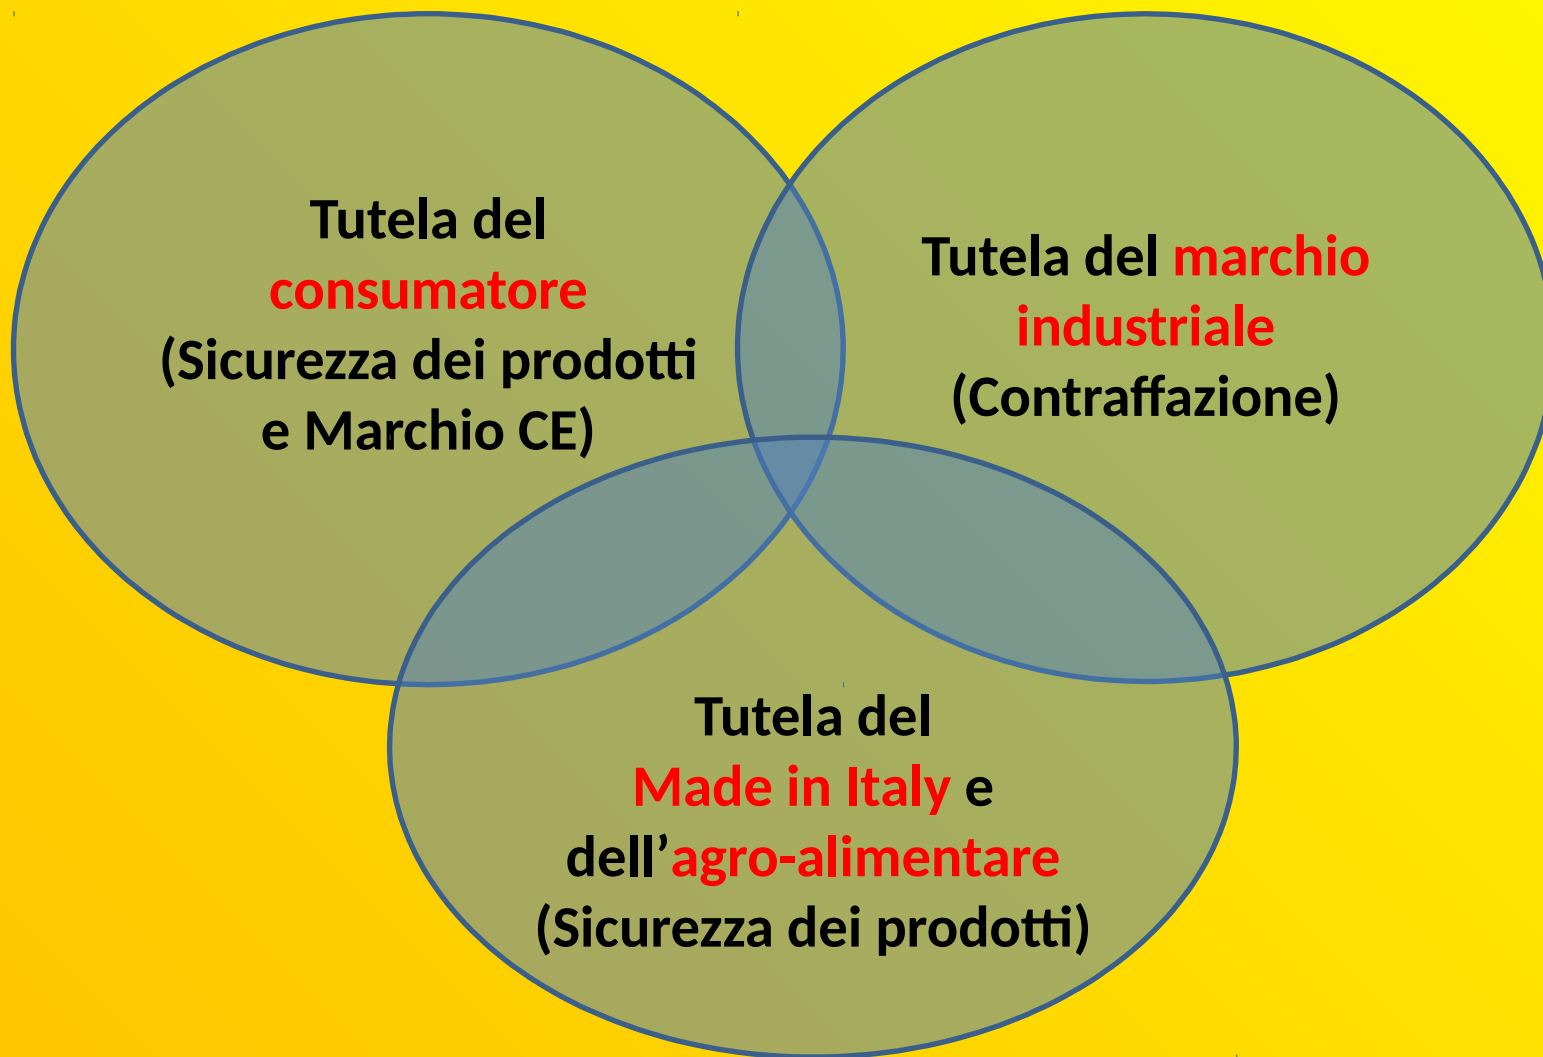 Tutela del
consumatore
(Sicurezza dei prodotti
e Marchio CE)
Tutela del marchio
industriale
(Contraffazione)
Tutela del
Made in Italy e
dell’agro-alimentare
(Sicurezza dei prodotti)